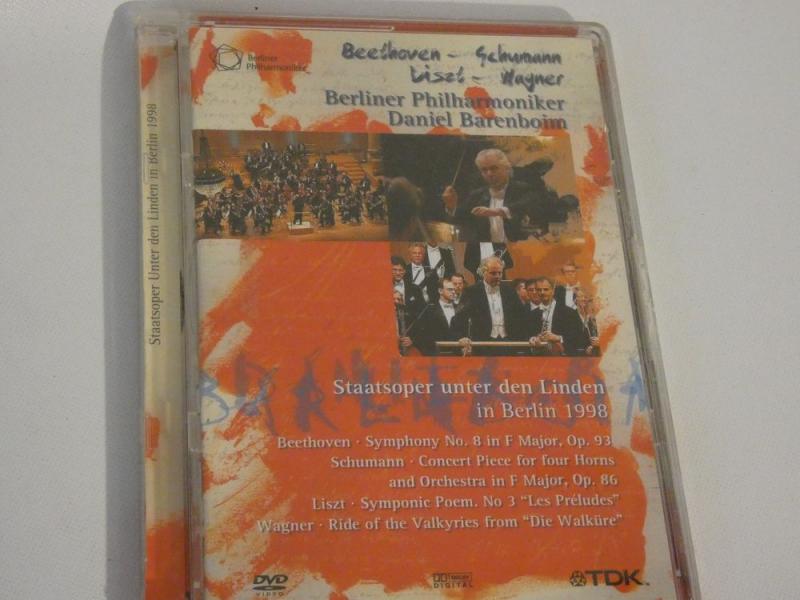 Staatsoper Unter den Linden in Berlin 1998
Berliner
Philharmoniker
Beethoven - Schumann
Liszt - Wagner
Berliner Philharmoniker
Daniel Barenboim
Staatsoper unter den Linden
in Berlin 1998
Beethoven · Symphony No. 8 in F Major, Op. 93
Schumann · Concert Piece for four Horns
and Orchestra in F Major, Op. 86
Liszt · Symponic Poem. No 3 "Les Préludes"
Wagner · Ride of the Valkyries from "Die Walküre"
DVD
VIDEO
DOLBY
DIGITAL
TDK.